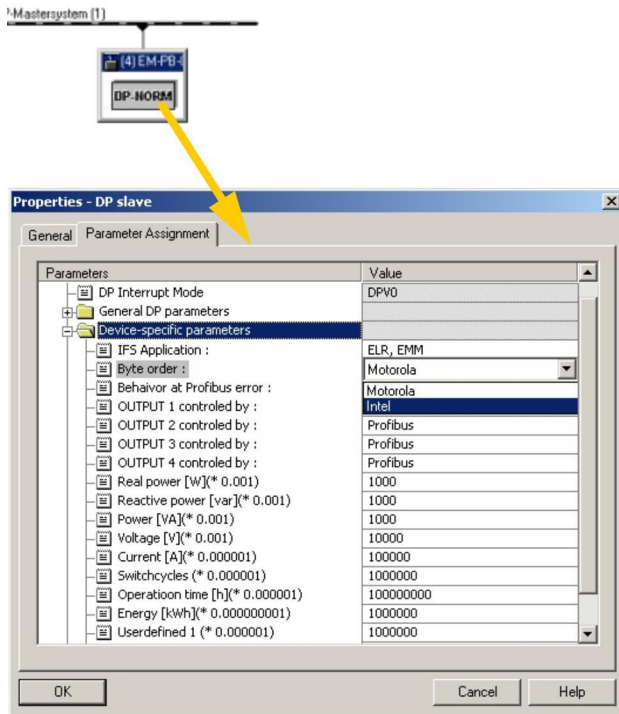 -Mastersystem (1)
(4) EM-PB-
DP-NORM
Properties - DP slave
General Parameter Assignment
Parameters Value
DP Interrupt Mode DPV0
General DP parameters
Device-specific parameters
IFS Application : ELR, EMM
Byte order : Motorola
Behaivor at Profibus error : Motorola
OUTPUT 1 controled by : Intel
OUTPUT 2 controled by : Profibus
OUTPUT 3 controled by : Profibus
OUTPUT 4 controled by : Profibus
Real power [W](* 0.001) 1000
Reactive power [var](* 0.001) 1000
Power [VA](* 0.001) 1000
Voltage [V](* 0.001) 10000
Current [A](* 0.000001) 100000
Switchcycles (* 0.000001) 1000000
Operatioon time [h](* 0.000001) 100000000
Energy [kWh](* 0.000000001) 1000000
Userdefined 1 (* 0.000001) 1000000
OK Cancel Help